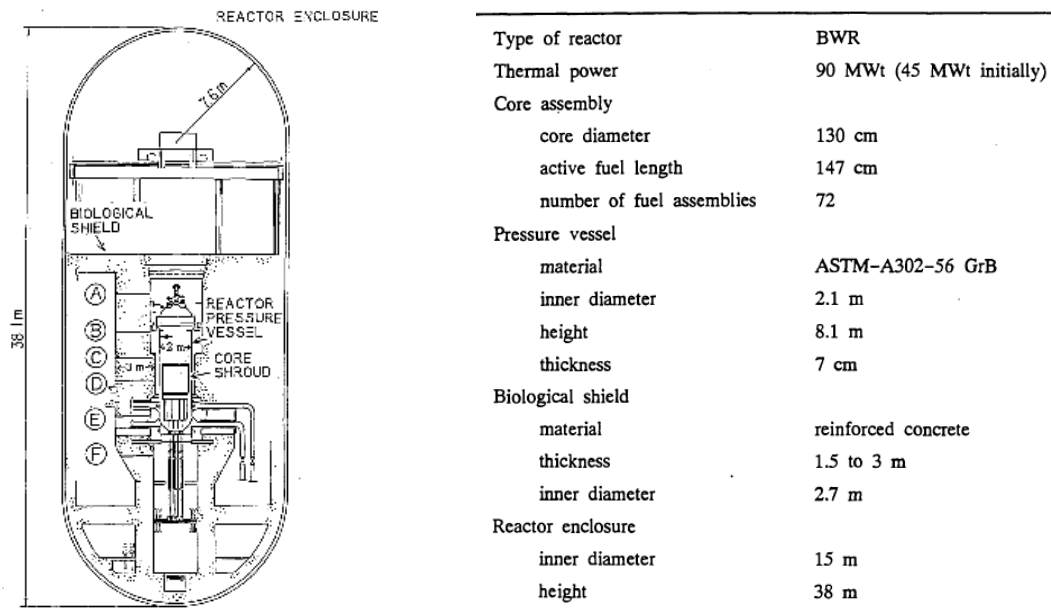 REACTOR ENCLOSURE
7.6m
BIOLOGICAL
SHIELD
A
REACTOR
PRESSURE
VESSEL
B
2 m
38.1m
C
3 m
CORE
SHROUD
D
E
F
Type of reactor BWR
Thermal power 90 MWt (45 MWt initially)
Core assembly
core diameter 130 cm
active fuel length 147 cm
number of fuel assemblies 72
Pressure vessel
material ASTM-A302-56 GrB
inner diameter 2.1 m
height 8.1 m
thickness 7 cm
Biological shield
material reinforced concrete
thickness 1.5 to 3 m
inner diameter 2.7 m
Reactor enclosure
inner diameter 15 m
height 38 m